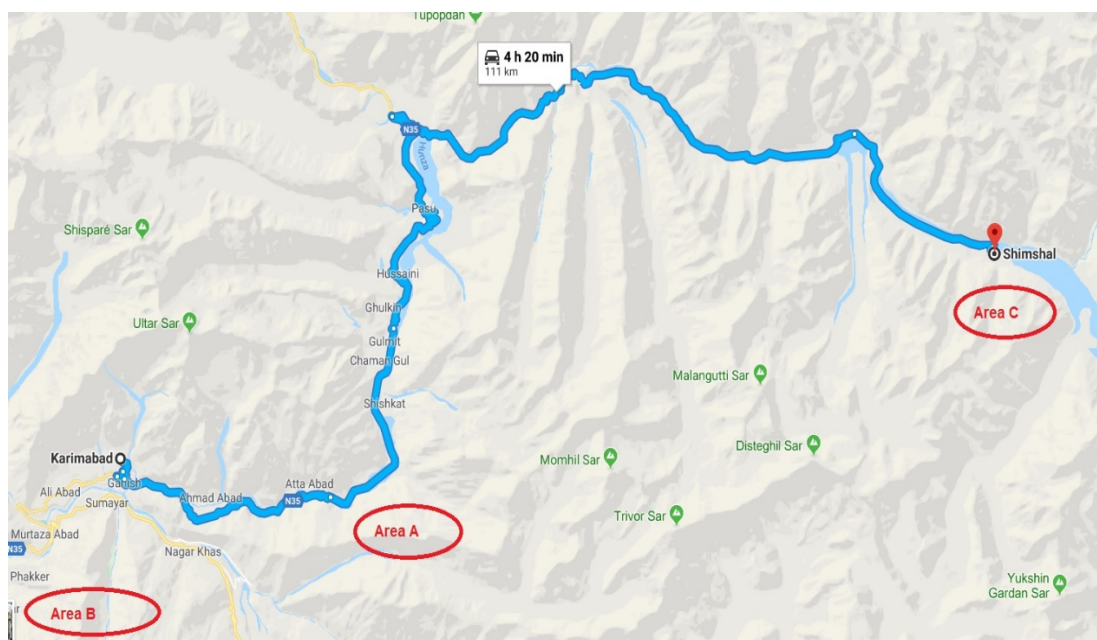 Tupopdan
4 h 20 min
111 km
N35
Hunza
Pasu
Shisparé Sar
Hussaini
Shimshal
Ghulkin
Area C
Ultar Sar
Gulmit
Chaman Gul
Malangutti Sar
Shishkat
Disteghil Sar
Karimabad
Momhil Sar
Ganish
Atta Abad
Ali Abad
Ahmad Abad
N35
Sumayar
Trivor Sar
Area A
Murtaza Abad
N35
Nagar Khas
Phakker
Yukshin
Gardan Sar
Area B